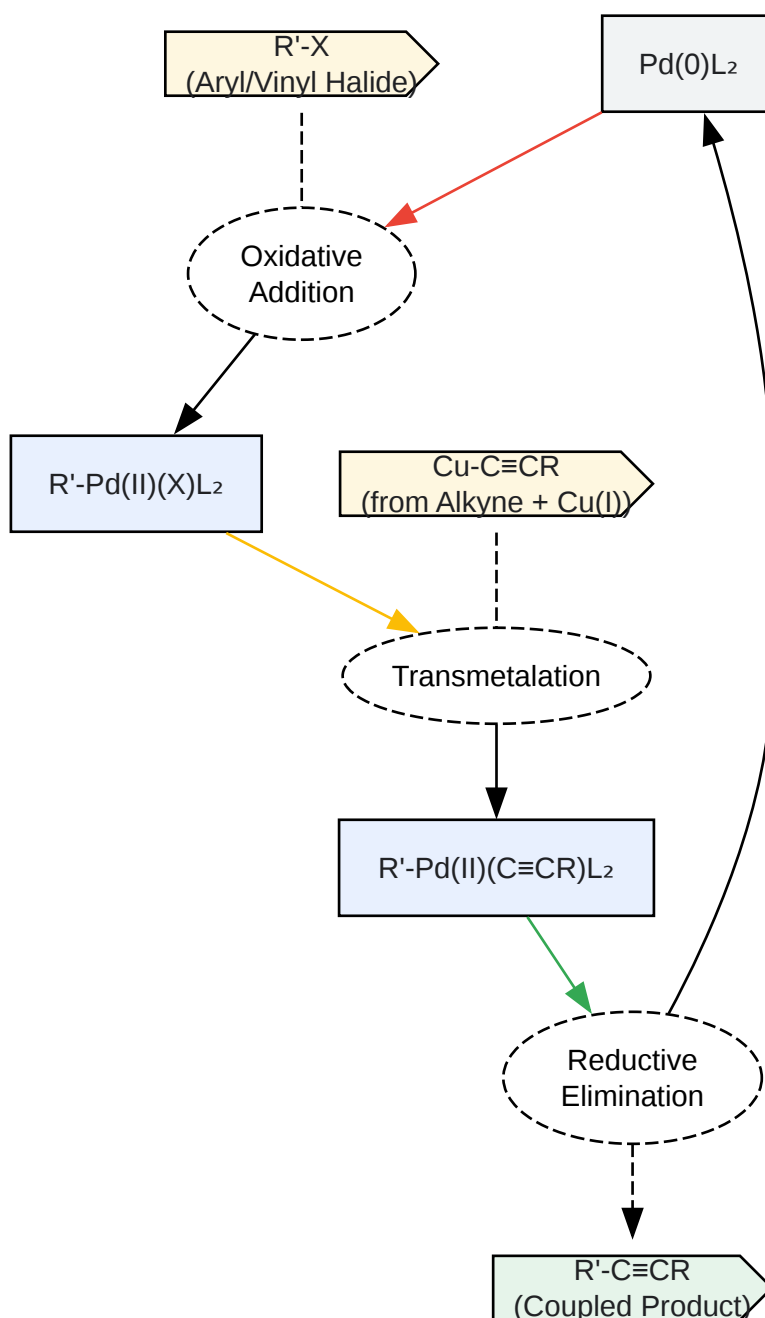 R'-X
(Aryl/Vinyl Halide)
Pd(0)L₂
Oxidative
Addition
R'-Pd(II)(X)L₂
Cu-C≡CR
(from Alkyne + Cu(I))
Transmetalation
R'-Pd(II)(C≡CR)L₂
Reductive
Elimination
R'-C≡CR
(Coupled Product)